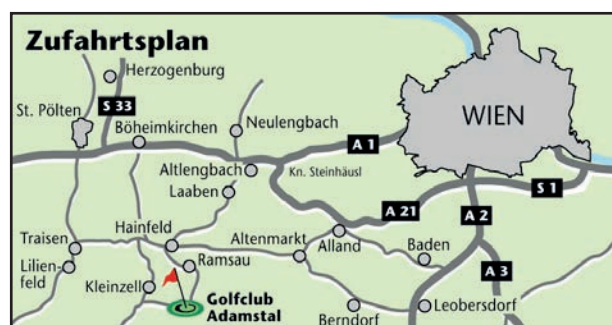 Zufahrtsplan
Herzogenburg
S 33
St. Pölten
Böheimkirchen
Neulengbach
WIEN
A 1
Altlengbach
Kn. Steinhäusl
Laaben
A 21
S 1
A 2
Traisen
Hainfeld
Altenmarkt
Alland
Baden
Lilien-
feld
Ramsau
A 3
Kleinzell
Golfclub
Adamstal
Berndorf
Leobersdorf